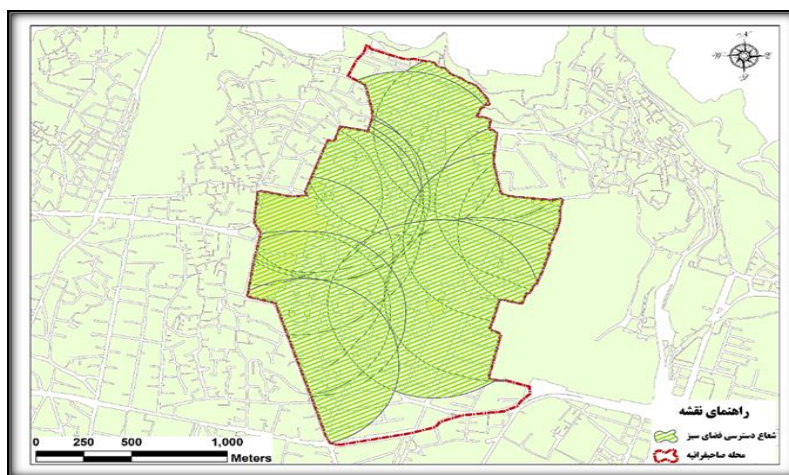 N
W E
S
راهنمای نقشه
شعاع دسترسی فضای سبز
محله صاحبقرانیه
0 250 500 1,000
Meters